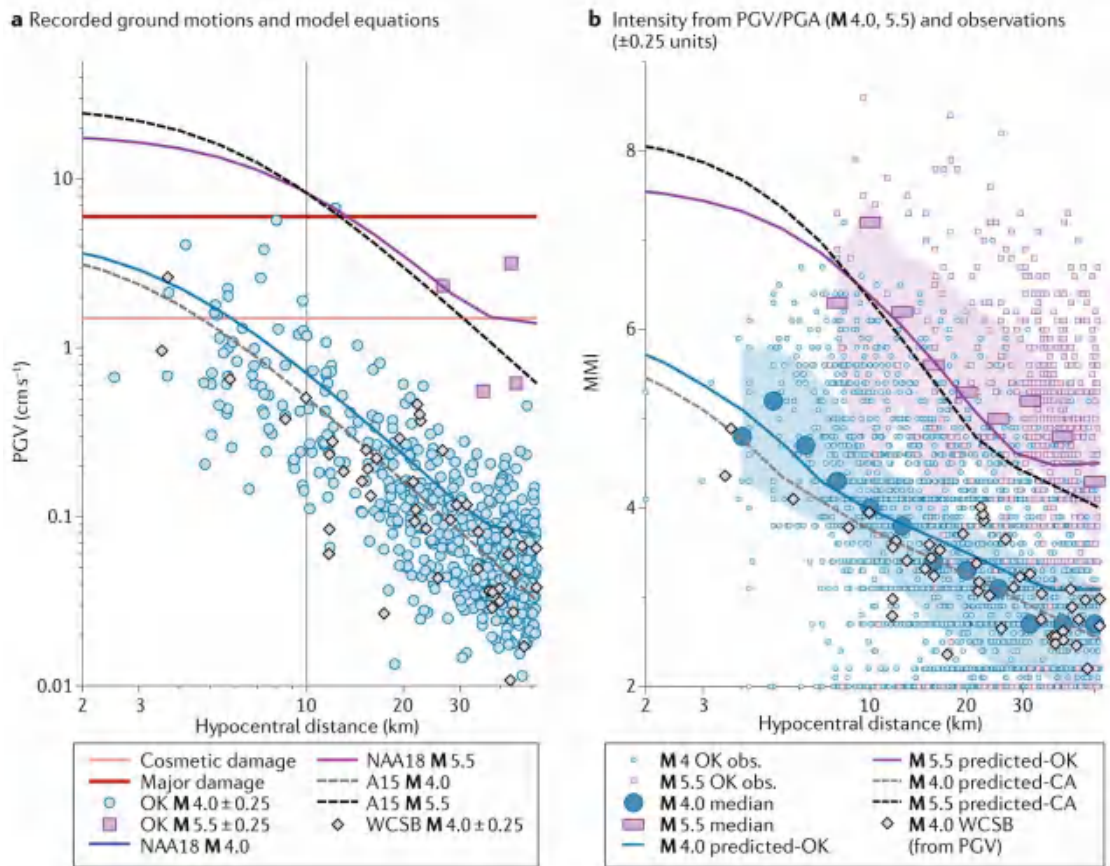 a Recorded ground motions and model equations
10
1
0.1
0.01
PGV (cm s⁻¹)
2 3 10 20 30
Hypocentral distance (km)
Cosmetic damage
Major damage
OK M 4.0 ± 0.25
OK M 5.5 ± 0.25
NAA18 M 4.0
NAA18 M 5.5
A15 M 4.0
A15 M 5.5
WCSB M 4.0 ± 0.25
b Intensity from PGV/PGA (M 4.0, 5.5) and observations
(±0.25 units)
8
6
4
2
MMI
2 3 10 20 30
Hypocentral distance (km)
M 4 OK obs.
M 5.5 OK obs.
M 4.0 median
M 5.5 median
M 4.0 predicted-OK
M 5.5 predicted-OK
M 4.0 predicted-CA
M 5.5 predicted-CA
M 4.0 WCSB
(from PGV)